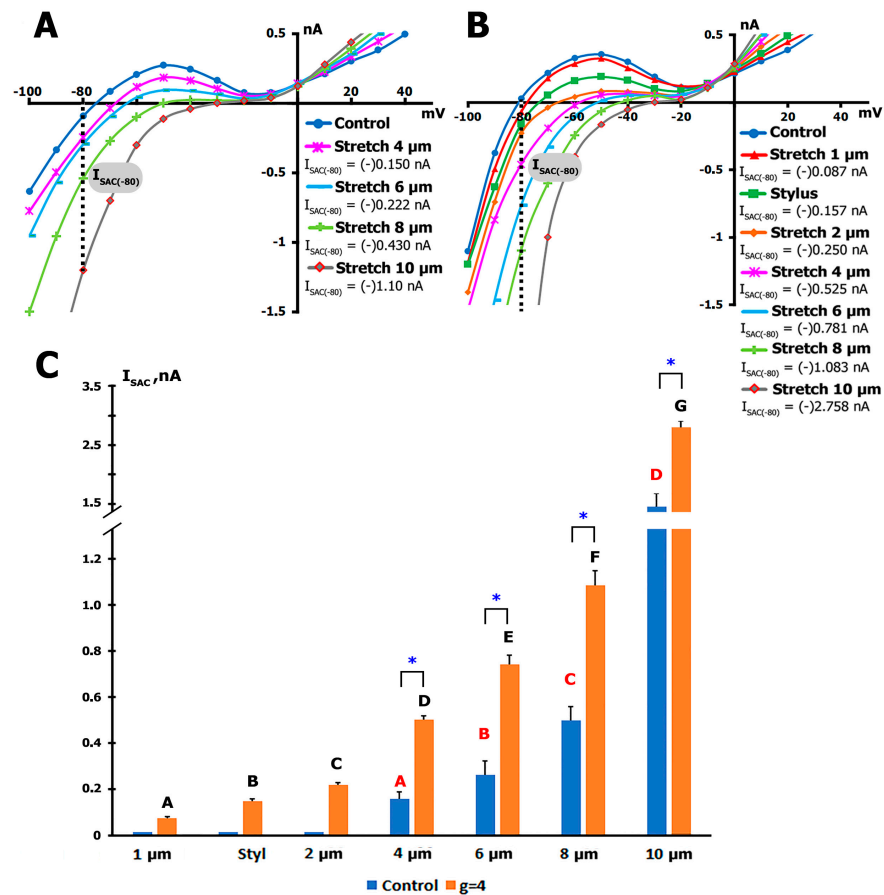 A
nA
0.5
-100
-80
-60
-40
-20
0
20
40
mV
-0.5
-1
-1.5
I SAC(-80)
Control
Stretch 4 µm
I SAC(-80) = (-)0.150 nA
Stretch 6 µm
I SAC(-80) = (-)0.222 nA
Stretch 8 µm
I SAC(-80) = (-)0.430 nA
Stretch 10 µm
I SAC(-80) = (-)1.10 nA
B
nA
0.5
-100
-80
-60
-40
-20
0
20
40
mV
-0.5
-1
-1.5
I SAC(-80)
Control
Stretch 1 µm
I SAC(-80) = (-)0.087 nA
Stylus
I SAC(-80) = (-)0.157 nA
Stretch 2 µm
I SAC(-80) = (-)0.250 nA
Stretch 4 µm
I SAC(-80) = (-)0.525 nA
Stretch 6 µm
I SAC(-80) = (-)0.781 nA
Stretch 8 µm
I SAC(-80) = (-)1.083 nA
Stretch 10 µm
I SAC(-80) = (-)2.758 nA
C
I SAC ,nA
3.5
2.5
1.5
1.2
1.0
0.8
0.6
0.4
0.2
0
A
B
C
A
D
*
B
E
*
C
F
*
D
G
*
1 µm
Styl
2 µm
4 µm
6 µm
8 µm
10 µm
Control
g=4